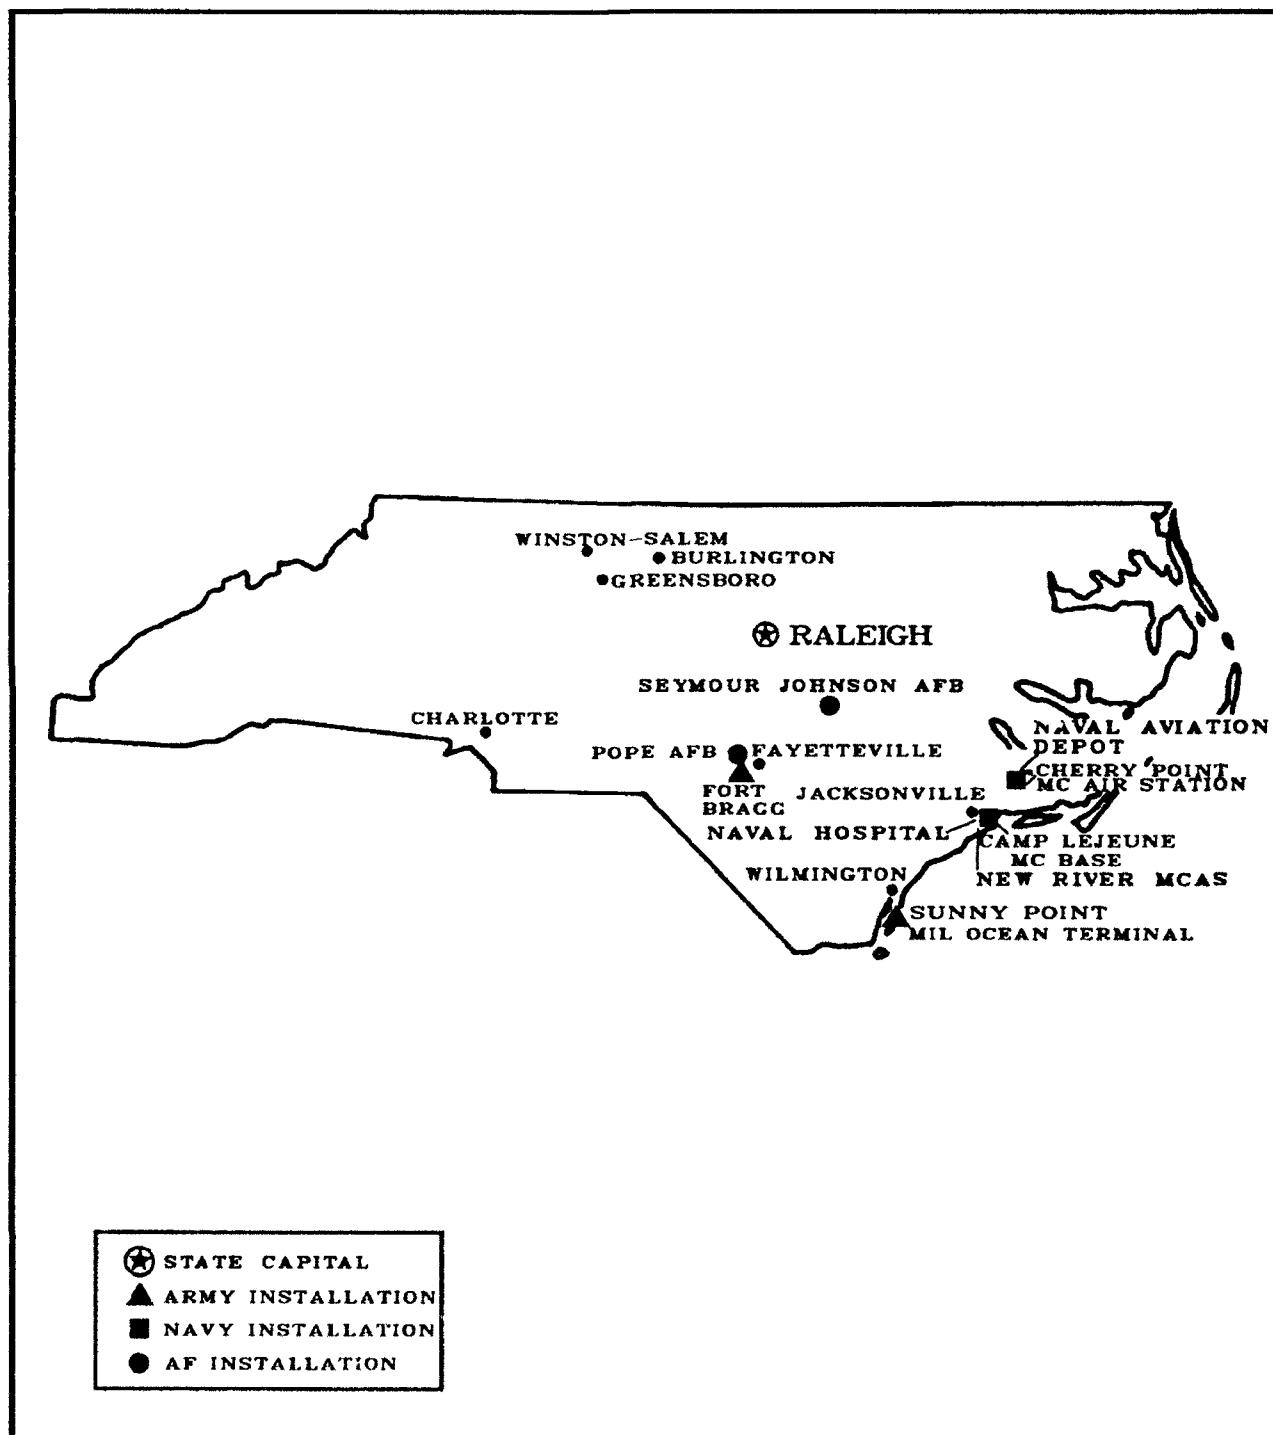 WINSTON-SALEM
BURLINGTON
GREENSBORO
RALEIGH
SEYMOUR JOHNSON AFB
CHARLOTTE
NAVAL AVIATION
DEPOT
POPE AFB
FAYETTEVILLE
CHERRY POINT
MC AIR STATION
FORT
BRAGG
JACKSONVILLE
NAVAL HOSPITAL
CAMP LEJEUNE
MC BASE
NEW RIVER MCAS
WILMINGTON
SUNNY POINT
MIL OCEAN TERMINAL
STATE CAPITAL
ARMY INSTALLATION
NAVY INSTALLATION
AF INSTALLATION